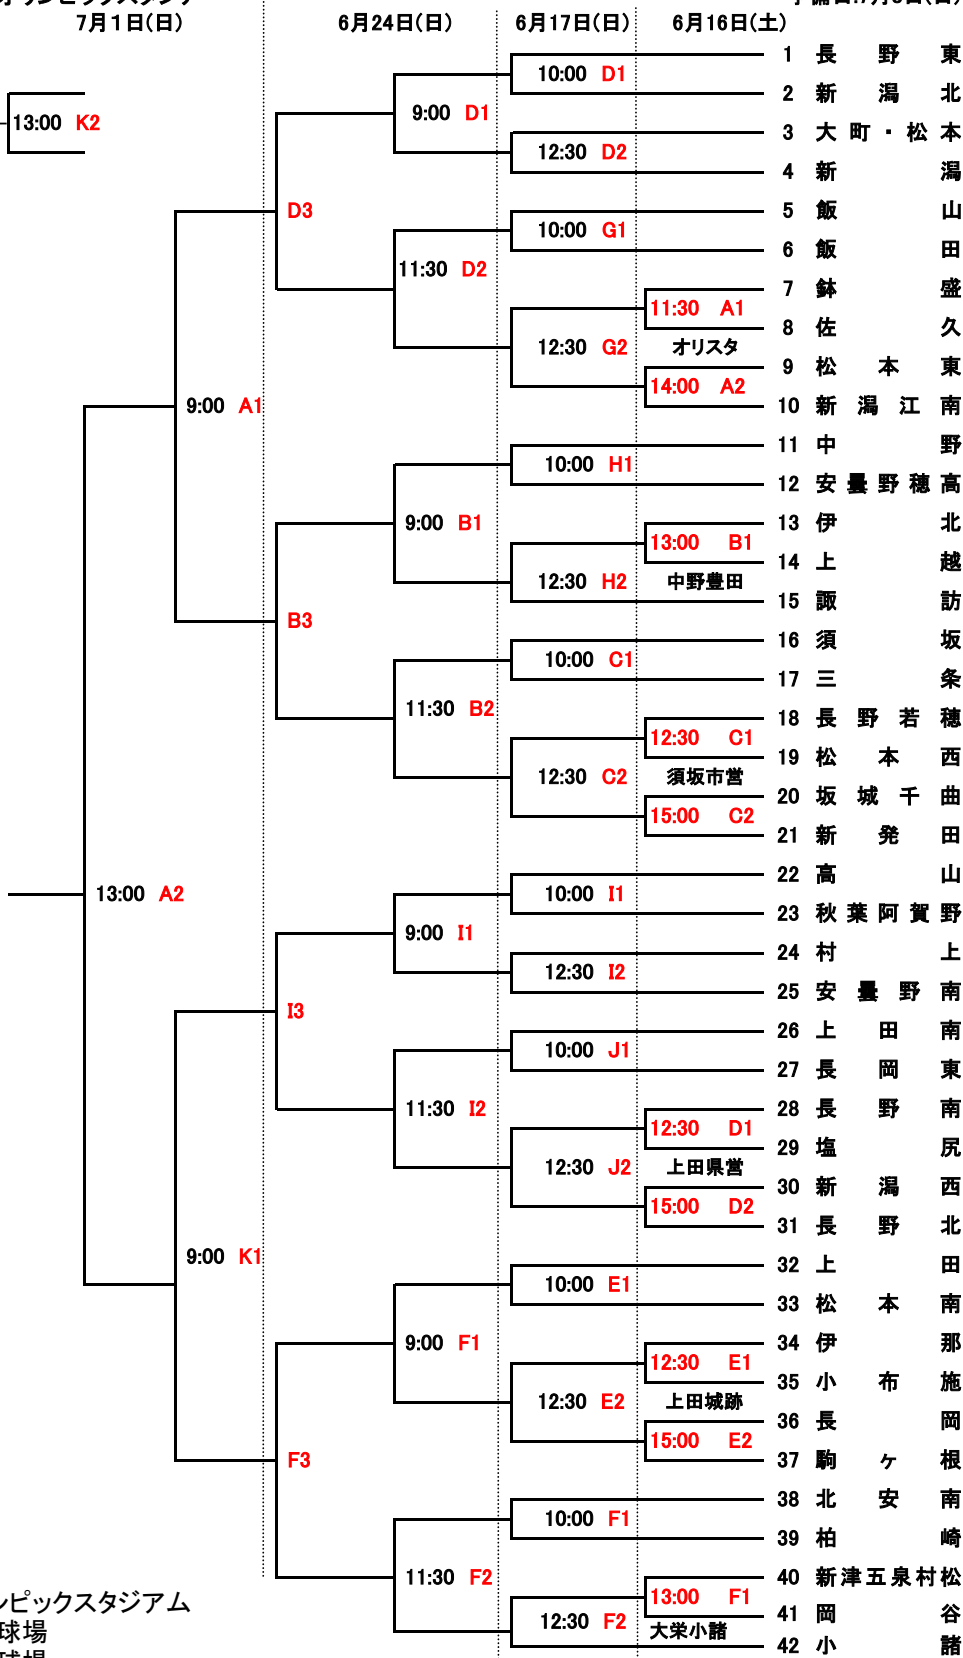 7月1日(日) 6月24日(日) 6月17日(日) 6月16日(土)
1 長野東
10:00 D1
2 新潟北
9:00 D1
13:00 K2
3 大町・松本
12:30 D2
4 新潟
D3
5 飯山
10:00 G1
6 飯田
11:30 D2
7 鉢盛
11:30 A1
8 佐久
12:30 G2 オリスタ
9 松本東
14:00 A2
10 新潟江南
9:00 A1
11 中野
10:00 H1
12 安曇野穂高
9:00 B1
13 伊北
13:00 B1
14 上越
12:30 H2 中野豊田
15 諏訪
B3
16 須坂
10:00 C1
17 三条
11:30 B2
18 長野若穂
12:30 C1
19 松本西
12:30 C2 須坂市営
20 坂城千曲
15:00 C2
21 新発田
13:00 A2
22 高山
10:00 I1
23 秋葉阿賀野
9:00 I1
24 村上
12:30 I2
25 安曇野南
I3
26 上田南
10:00 J1
27 長岡東
11:30 I2
28 長野南
12:30 D1
29 塩尻
12:30 J2 上田県営
30 新潟西
15:00 D2
31 長野北
9:00 K1
32 上田
10:00 E1
33 松本南
9:00 F1
34 伊那
12:30 E1
35 小布施
12:30 E2 上田城跡
36 長岡
15:00 E2
37 駒ヶ根
F3
38 北安南
10:00 F1
39 柏崎
11:30 F2
40 新津五泉村松
13:00 F1
41 岡谷
12:30 F2 大栄小諸
42 小諸
ンピックスタジアム
球場